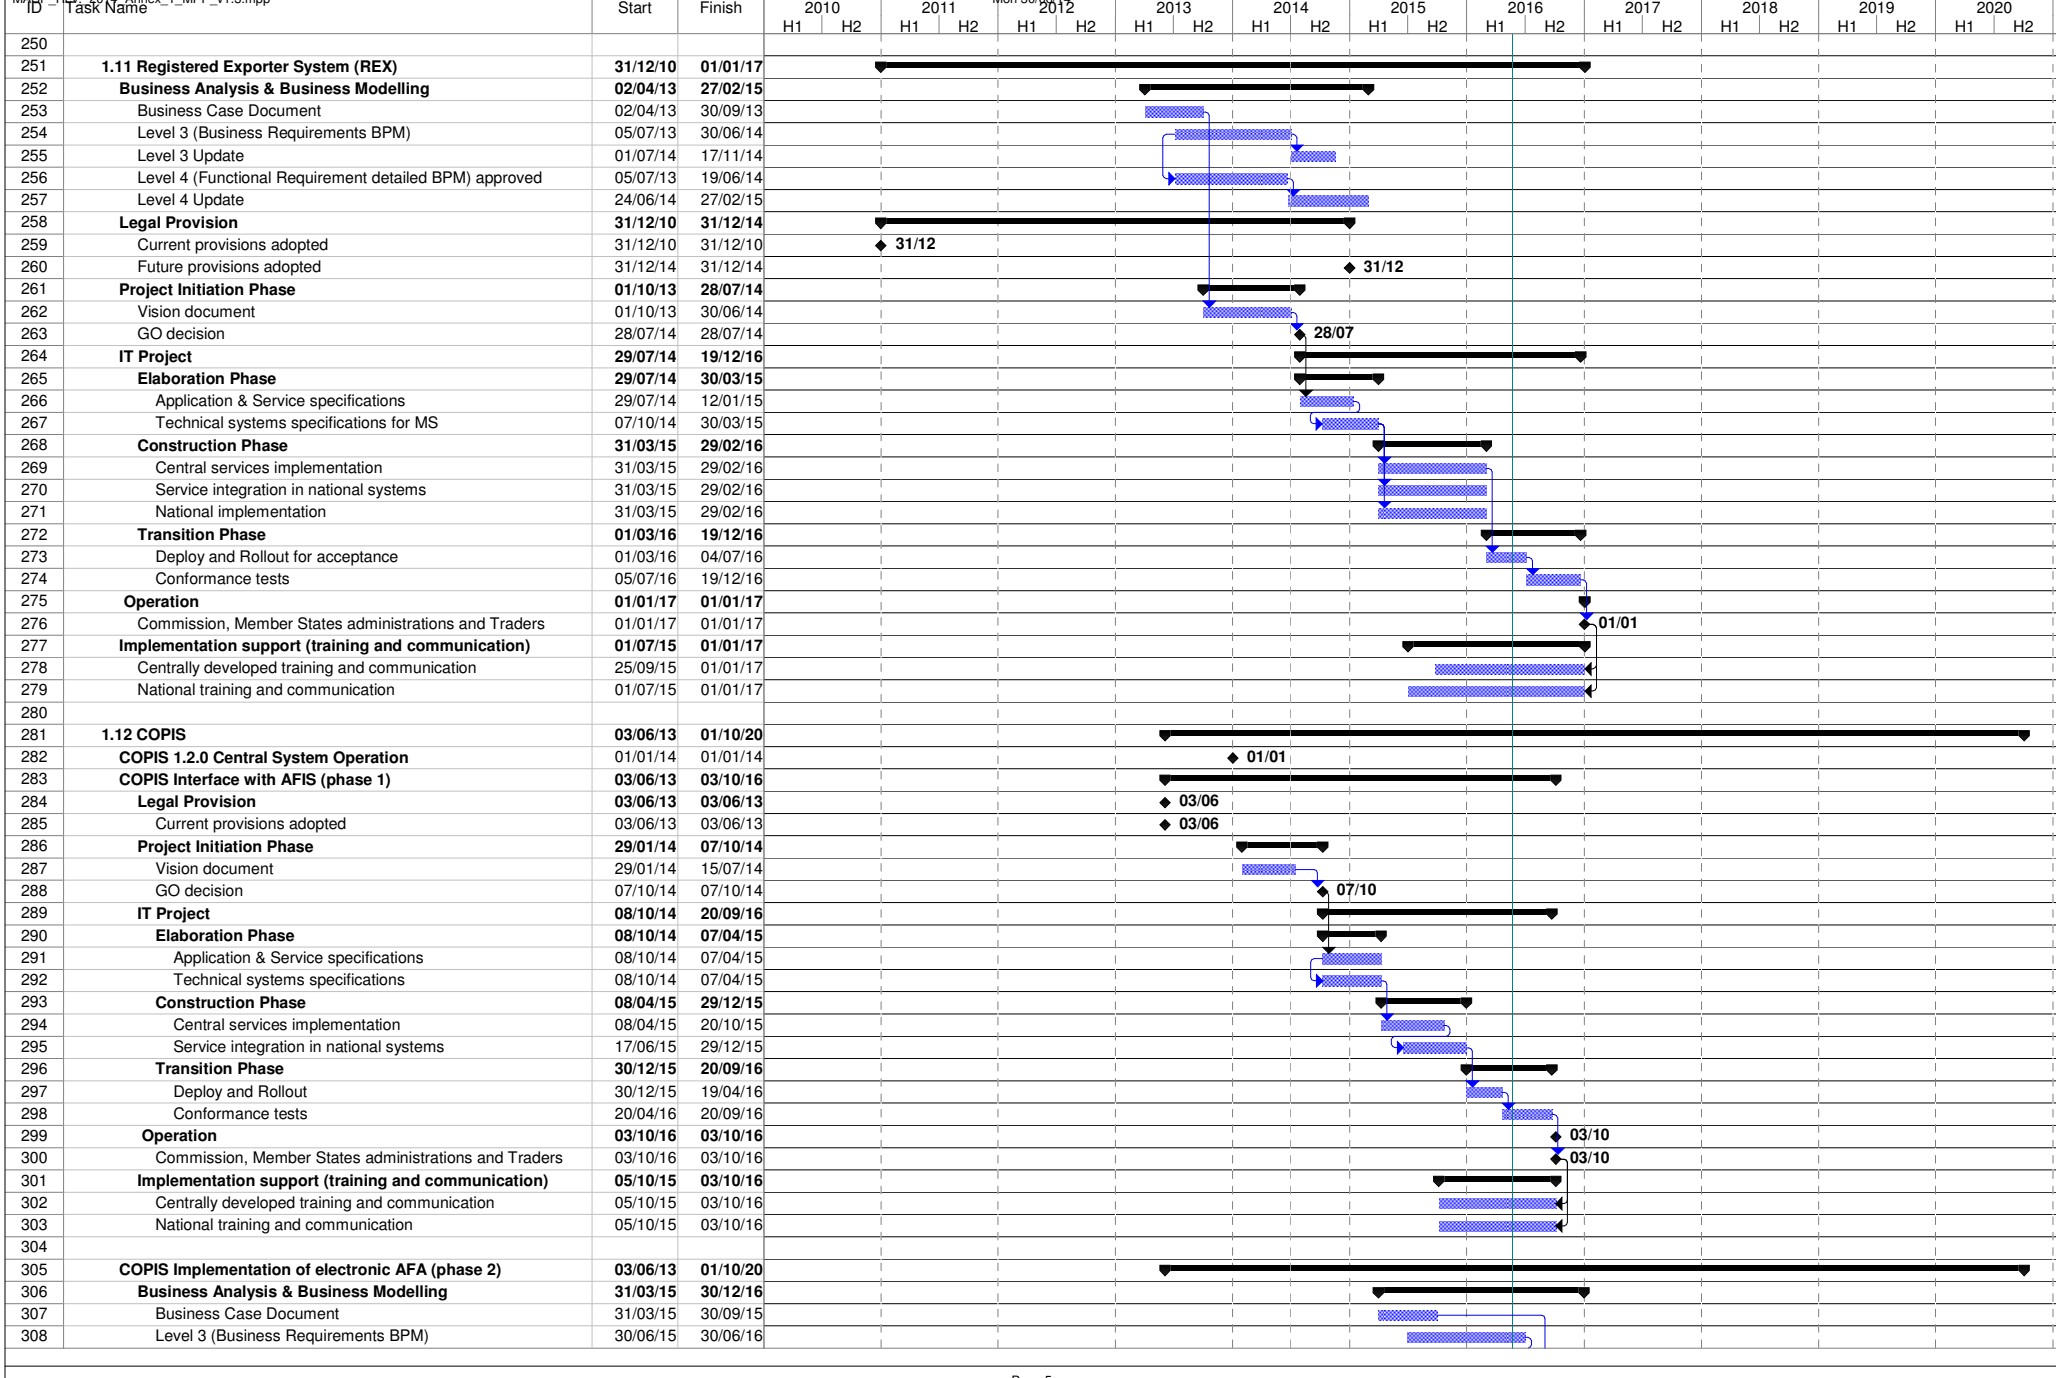 ID Task Name Start Finish 2010 2011 2012 2013 2014 2015 2016 2017 2018 2019 2020
H1 H2 H1 H2 H1 H2 H1 H2 H1 H2 H1 H2 H1 H2 H1 H2 H1 H2 H1 H2 H1 H2
250
251 1.11 Registered Exporter System (REX) 31/12/10 01/01/17
252 Business Analysis & Business Modelling 02/04/13 27/02/15
253 Business Case Document 02/04/13 30/09/13
254 Level 3 (Business Requirements BPM) 05/07/13 30/06/14
255 Level 3 Update 01/07/14 17/11/14
256 Level 4 (Functional Requirement detailed BPM) approved 05/07/13 19/06/14
257 Level 4 Update 24/06/14 27/02/15
258 Legal Provision 31/12/10 31/12/14
259 Current provisions adopted 31/12/10 31/12/10 31/12
260 Future provisions adopted 31/12/14 31/12/14 31/12
261 Project Initiation Phase 01/10/13 28/07/14
262 Vision document 01/10/13 30/06/14
263 GO decision 28/07/14 28/07/14 28/07
264 IT Project 29/07/14 19/12/16
265 Elaboration Phase 29/07/14 30/03/15
266 Application & Service specifications 29/07/14 12/01/15
267 Technical systems specifications for MS 07/10/14 30/03/15
268 Construction Phase 31/03/15 29/02/16
269 Central services implementation 31/03/15 29/02/16
270 Service integration in national systems 31/03/15 29/02/16
271 National implementation 31/03/15 29/02/16
272 Transition Phase 01/03/16 19/12/16
273 Deploy and Rollout for acceptance 01/03/16 04/07/16
274 Conformance tests 05/07/16 19/12/16
275 Operation 01/01/17 01/01/17
276 Commission, Member States administrations and Traders 01/01/17 01/01/17 01/01
277 Implementation support (training and communication) 01/07/15 01/01/17
278 Centrally developed training and communication 25/09/15 01/01/17
279 National training and communication 01/07/15 01/01/17
280
281 1.12 COPIS 03/06/13 01/10/20
282 COPIS 1.2.0 Central System Operation 01/01/14 01/01/14 01/01
283 COPIS Interface with AFIS (phase 1) 03/06/13 03/10/16
284 Legal Provision 03/06/13 03/06/13 03/06
285 Current provisions adopted 03/06/13 03/06/13 03/06
286 Project Initiation Phase 29/01/14 07/10/14
287 Vision document 29/01/14 15/07/14
288 GO decision 07/10/14 07/10/14 07/10
289 IT Project 08/10/14 20/09/16
290 Elaboration Phase 08/10/14 07/04/15
291 Application & Service specifications 08/10/14 07/04/15
292 Technical systems specifications 08/10/14 07/04/15
293 Construction Phase 08/04/15 29/12/15
294 Central services implementation 08/04/15 20/10/15
295 Service integration in national systems 17/06/15 29/12/15
296 Transition Phase 30/12/15 20/09/16
297 Deploy and Rollout 30/12/15 19/04/16
298 Conformance tests 20/04/16 20/09/16
299 Operation 03/10/16 03/10/16 03/10
300 Commission, Member States administrations and Traders 03/10/16 03/10/16 03/10
301 Implementation support (training and communication) 05/10/15 03/10/16
302 Centrally developed training and communication 05/10/15 03/10/16
303 National training and communication 05/10/15 03/10/16
304
305 COPIS Implementation of electronic AFA (phase 2) 03/06/13 01/10/20
306 Business Analysis & Business Modelling 31/03/15 30/12/16
307 Business Case Document 31/03/15 30/09/15
308 Level 3 (Business Requirements BPM) 30/06/15 30/06/16